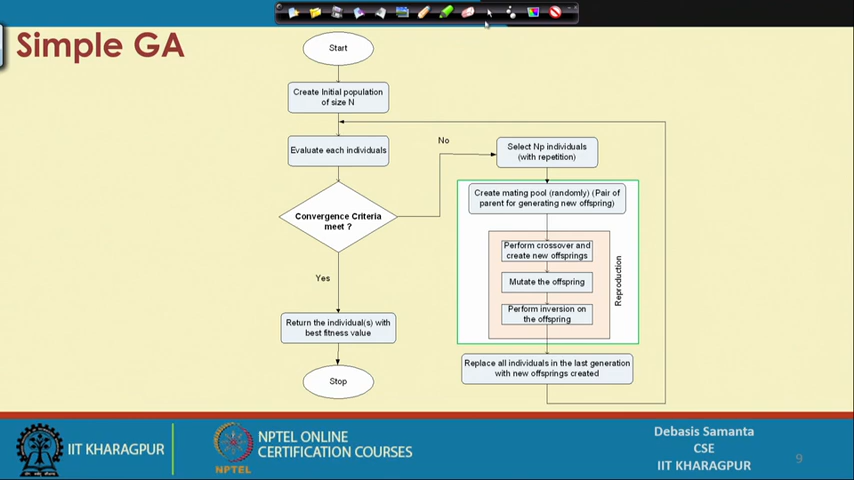 Simple GA
Start
Create Initial population
of size N
Evaluate each individuals
Convergence Criteria
meet ?
No
Yes
Return the individual(s) with
best fitness value
Stop
Select Np individuals
(with repetition)
Create mating pool (randomly) (Pair of
parent for generating new offspring)
Perform crossover and
create new offsprings
Mutate the offspring
Perform inversion on
the offspring
Reproduction
Replace all individuals in the last generation
with new offsprings created
IIT KHARAGPUR
NPTEL
NPTEL ONLINE
CERTIFICATION COURSES
Debasis Samanta
CSE
IIT KHARAGPUR
9